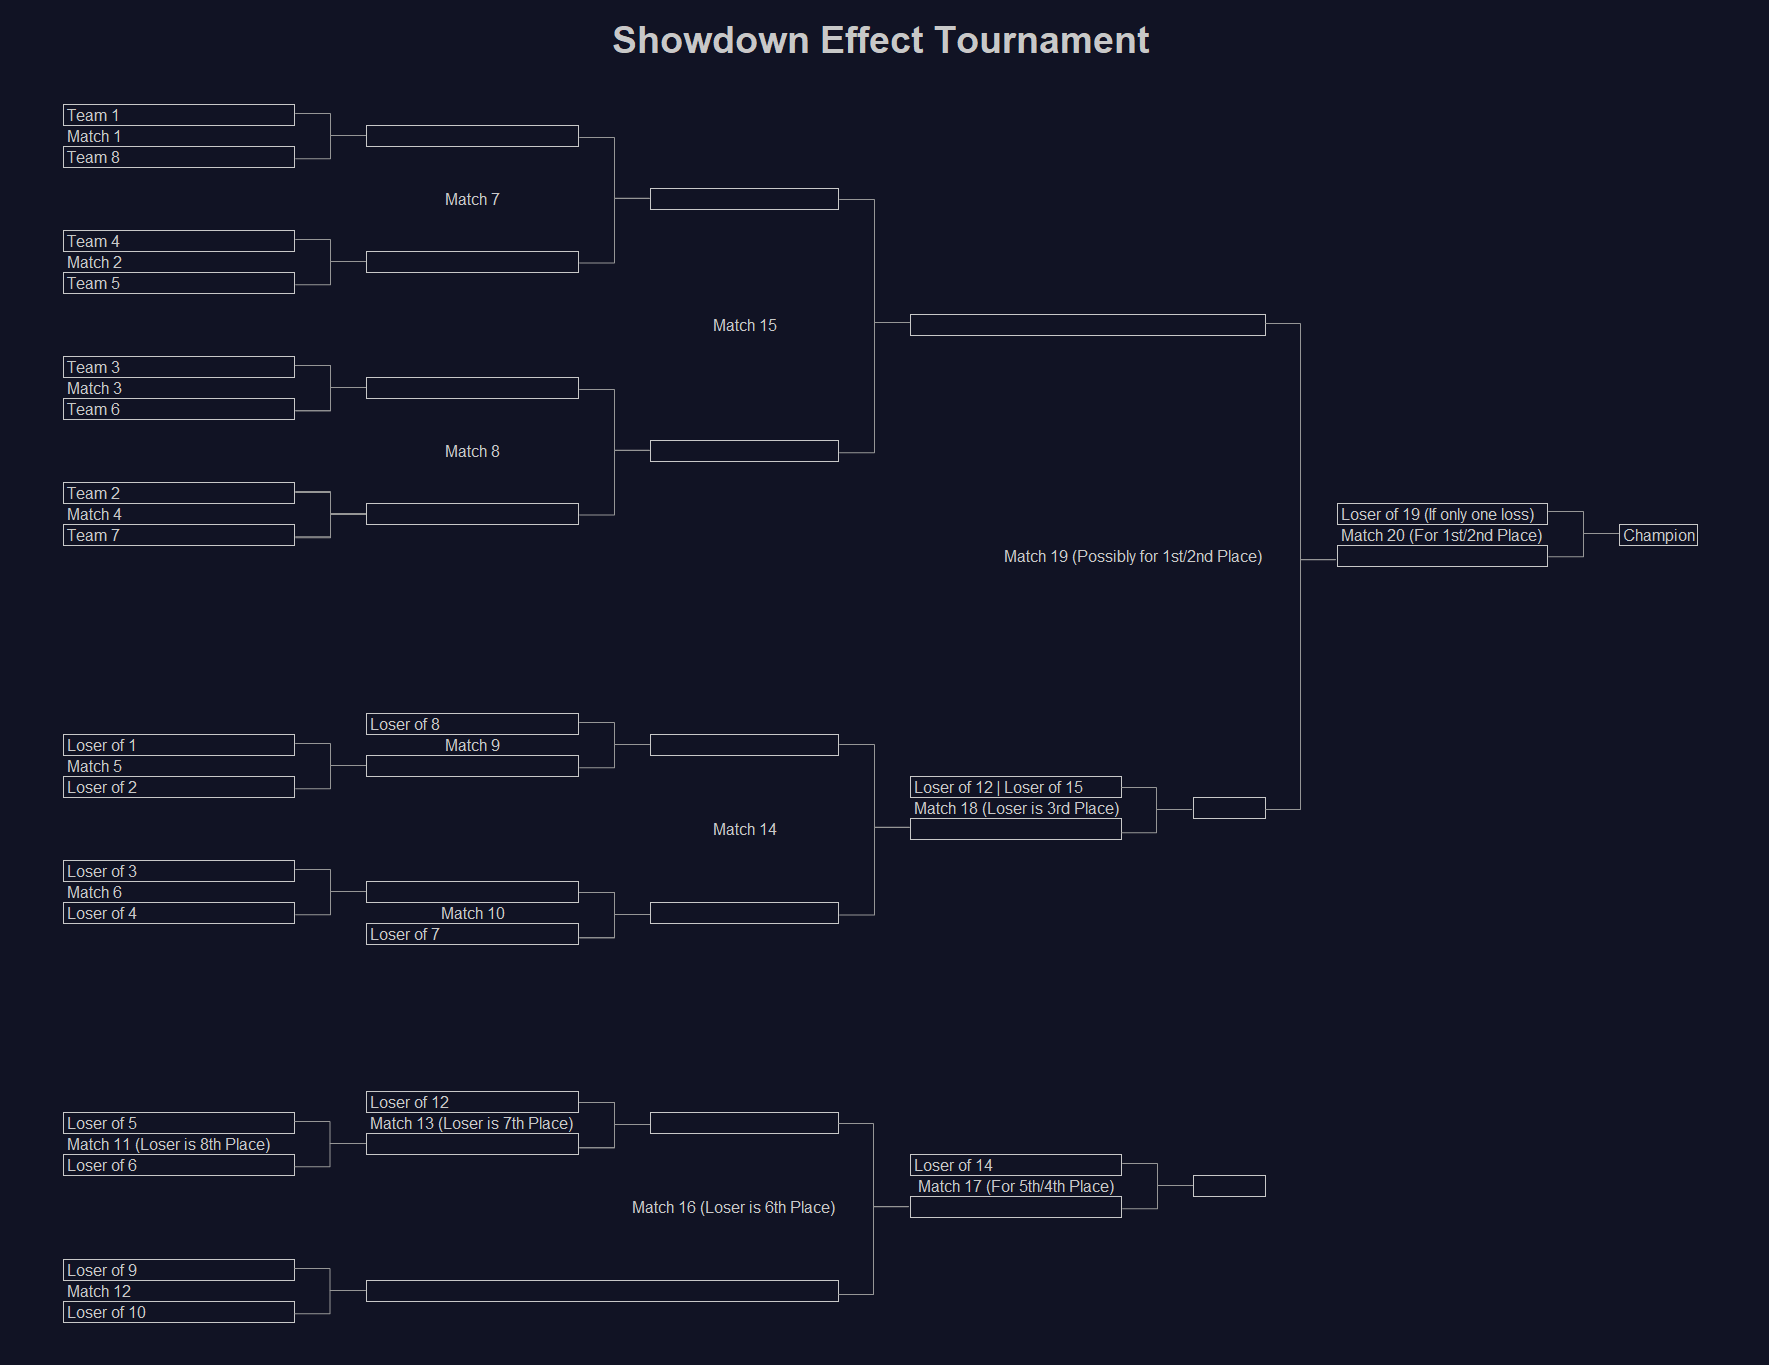 Showdown Effect Tournament
Team 1
Match 1
Team 8
Match 7
Team 4
Match 2
Team 5
Match 15
Team 3
Match 3
Team 6
Match 8
Team 2
Match 4
Team 7
Match 19 (Possibly for 1st/2nd Place)
Loser of 19 (If only one loss)
Match 20 (For 1st/2nd Place)
Champion
Loser of 8
Match 9
Loser of 1
Match 5
Loser of 2
Match 14
Loser of 12 | Loser of 15
Match 18 (Loser is 3rd Place)
Loser of 3
Match 6
Loser of 4
Match 10
Loser of 7
Loser of 12
Match 13 (Loser is 7th Place)
Loser of 5
Match 11 (Loser is 8th Place)
Loser of 6
Match 16 (Loser is 6th Place)
Loser of 14
Match 17 (For 5th/4th Place)
Loser of 9
Match 12
Loser of 10